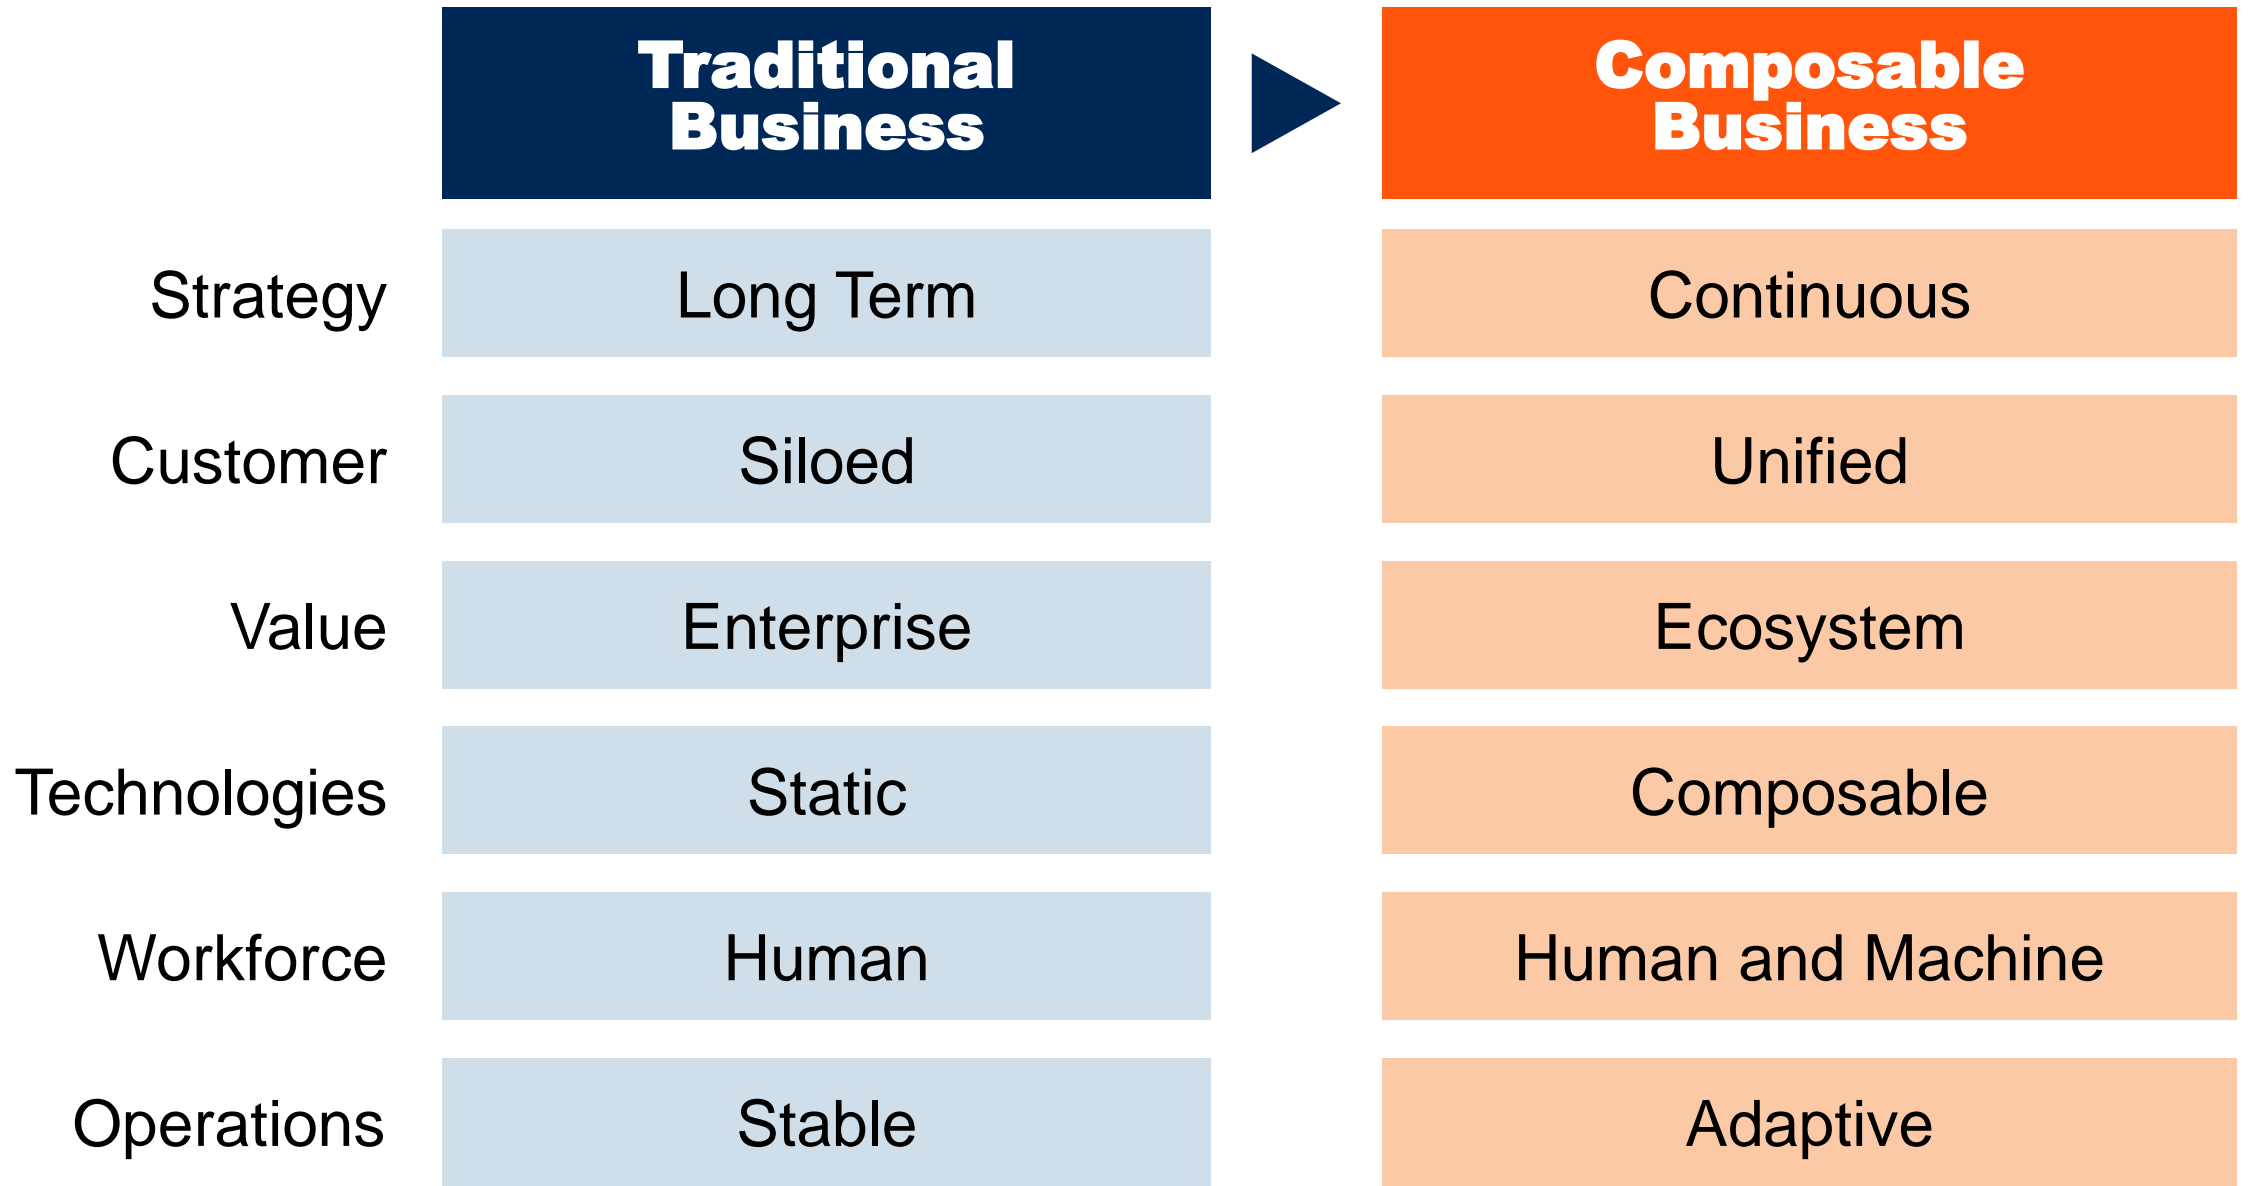 Traditional
Business
Composable
Business
Strategy Long Term Continuous
Customer Siloed Unified
Value Enterprise Ecosystem
Technologies Static Composable
Workforce Human Human and Machine
Operations Stable Adaptive